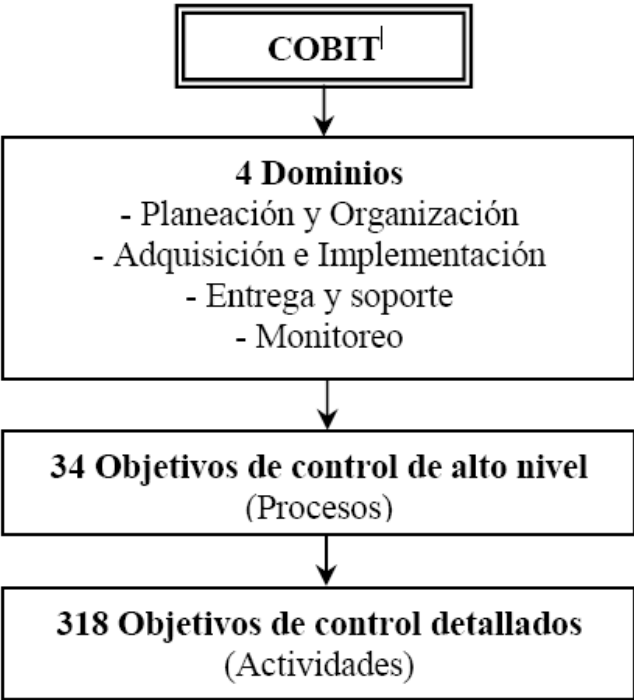 COBIT
4 Dominios
- Planeación y Organización
- Adquisición e Implementación
- Entrega y soporte
- Monitoreo
34 Objetivos de control de alto nivel
(Procesos)
318 Objetivos de control detallados
(Actividades)